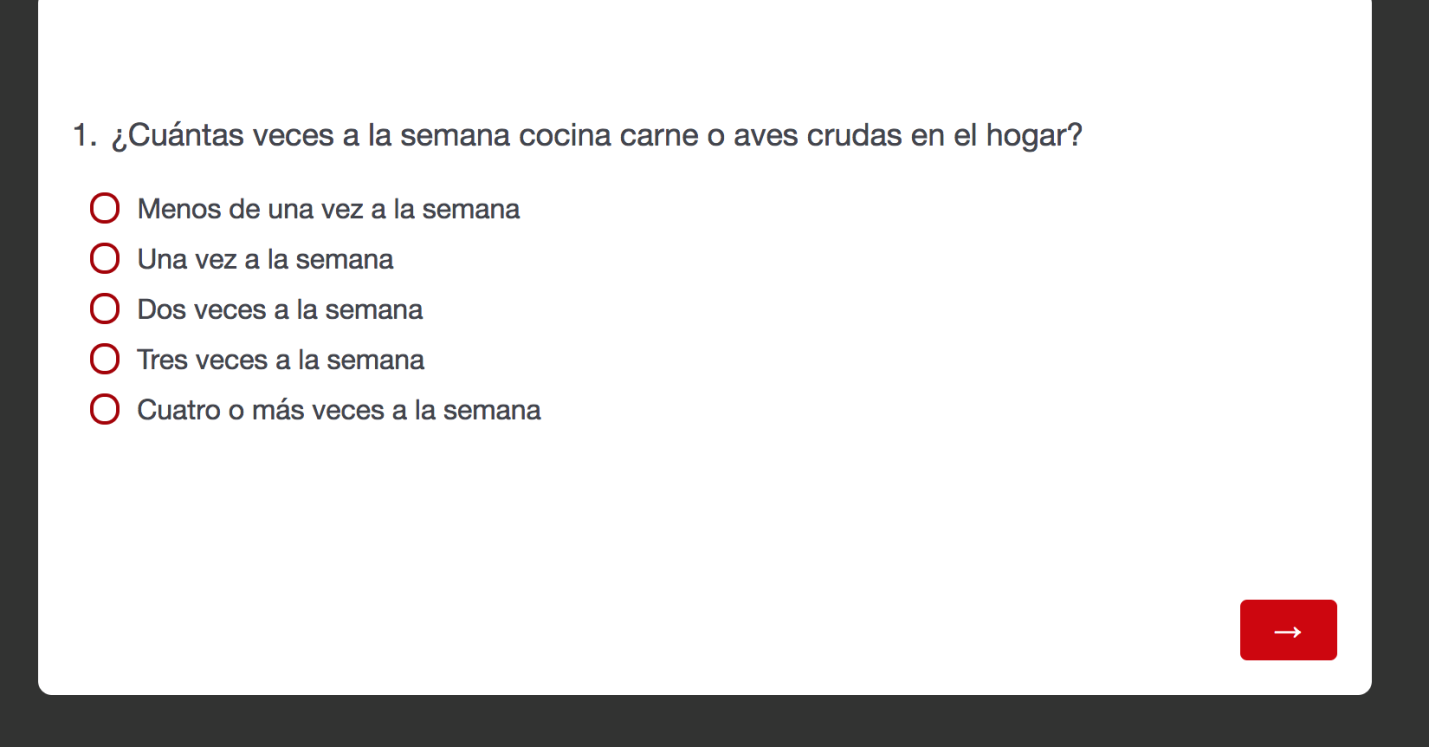 1. ¿Cuántas veces a la semana cocina carne o aves crudas en el hogar?
Menos de una vez a la semana
Una vez a la semana
Dos veces a la semana
Tres veces a la semana
Cuatro o más veces a la semana
→